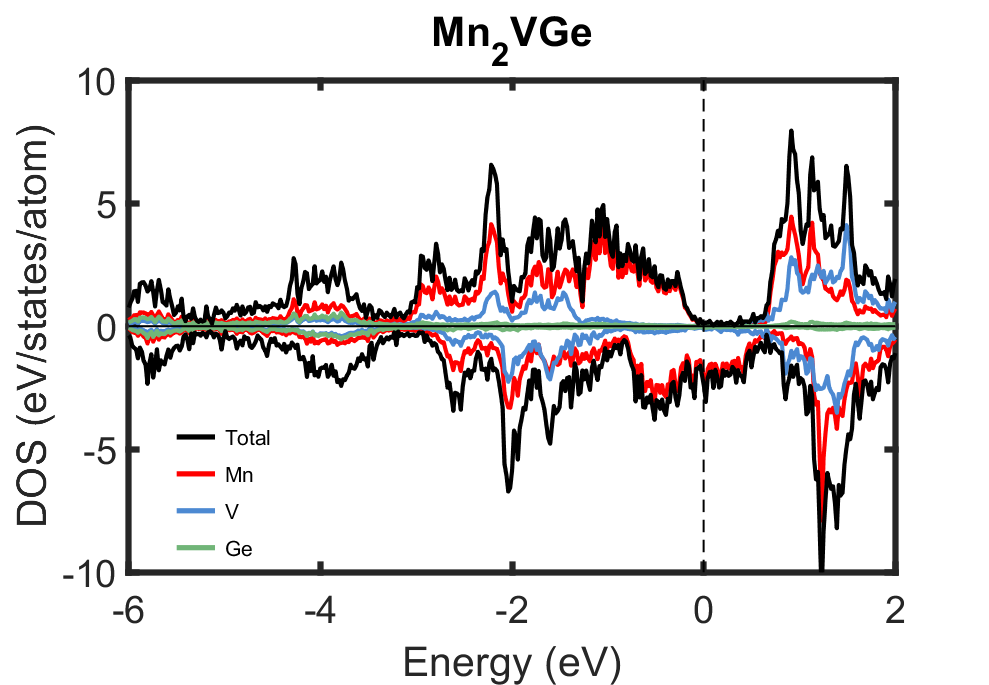 Mn₂VGe
DOS (eV/states/atom)
10
5
0
-5
-10
Total
Mn
V
Ge
-6 -4 -2 0 2
Energy (eV)